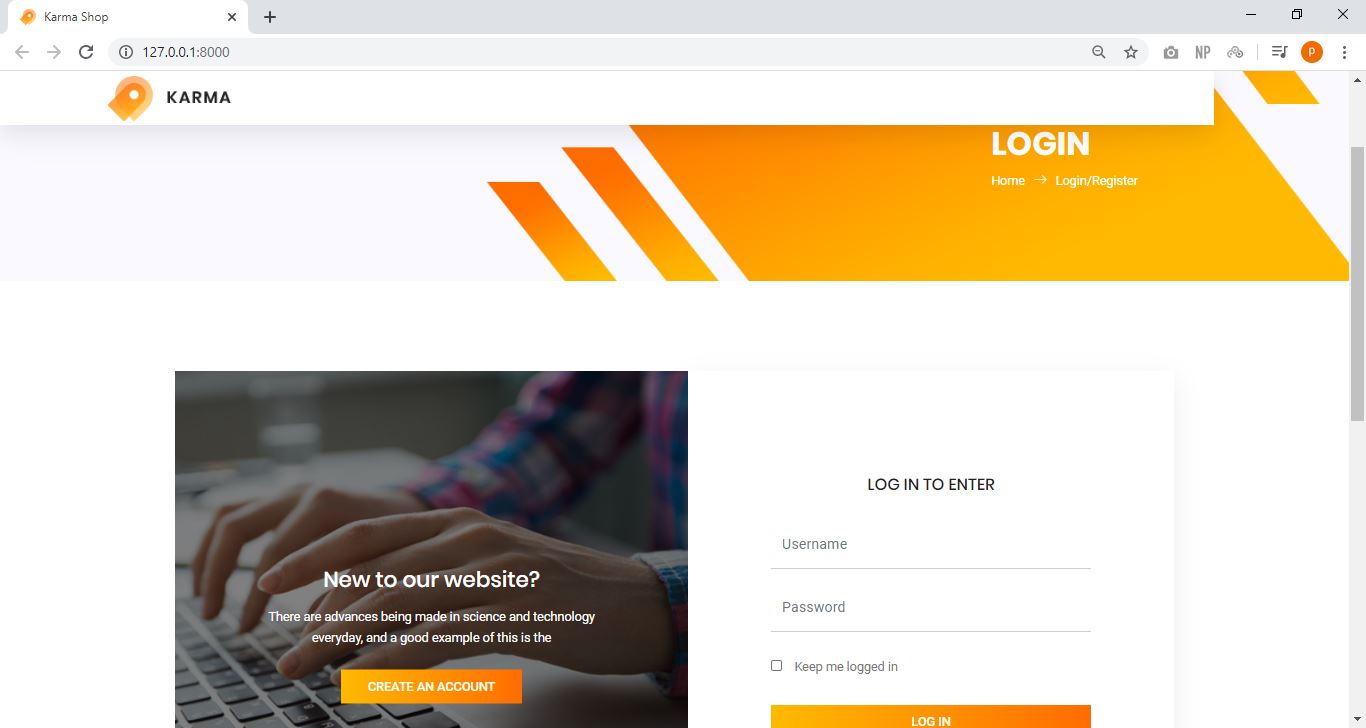 Karma Shop
127.0.0.1:8000
NP
P
KARMA
LOGIN
Home → Login/Register
New to our website?
There are advances being made in science and technology
everyday, and a good example of this is the
CREATE AN ACCOUNT
LOG IN TO ENTER
Username
Password
Keep me logged in
LOG IN